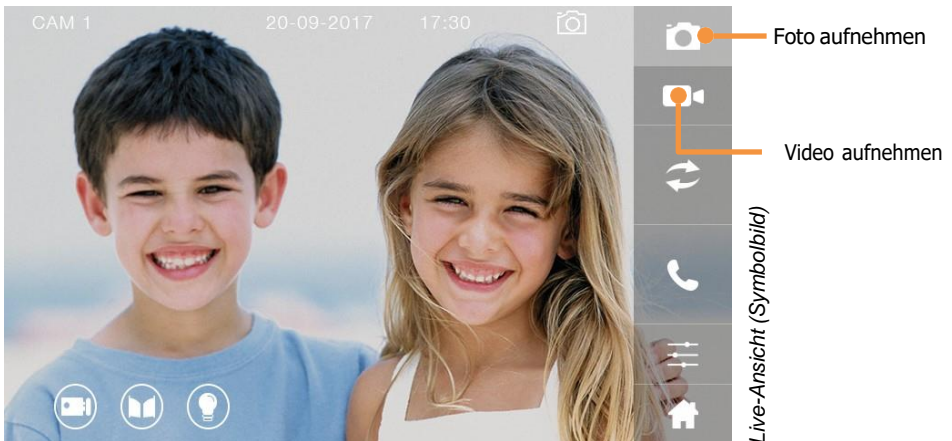 CAM 1 20-09-2017 17:30
Foto aufnehmen
Video aufnehmen
Live-Ansicht (Symbolbild)